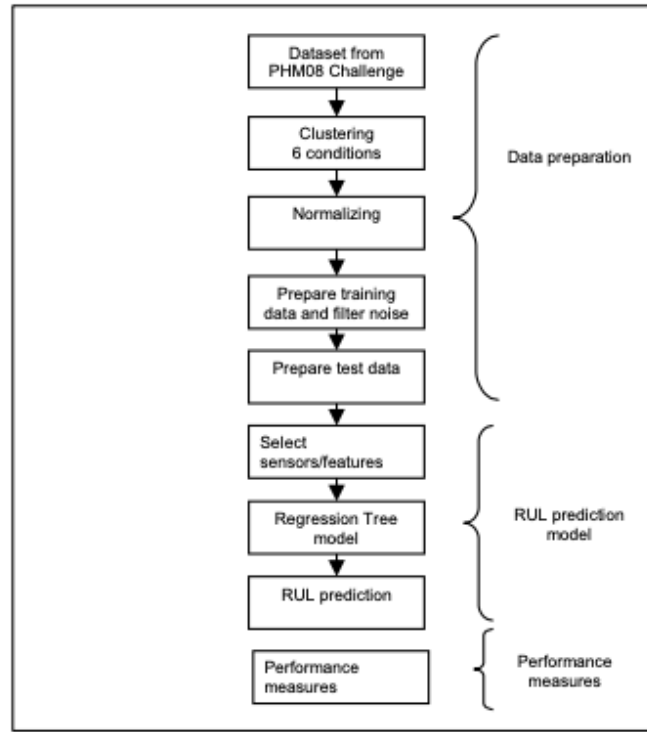 Dataset from
PHM08 Challenge
Clustering
6 conditions
Data preparation
Normalizing
Prepare training
data and filter noise
Prepare test data
Select
sensors/features
Regression Tree
model
RUL prediction
model
RUL prediction
Performance
measures
Performance
measures